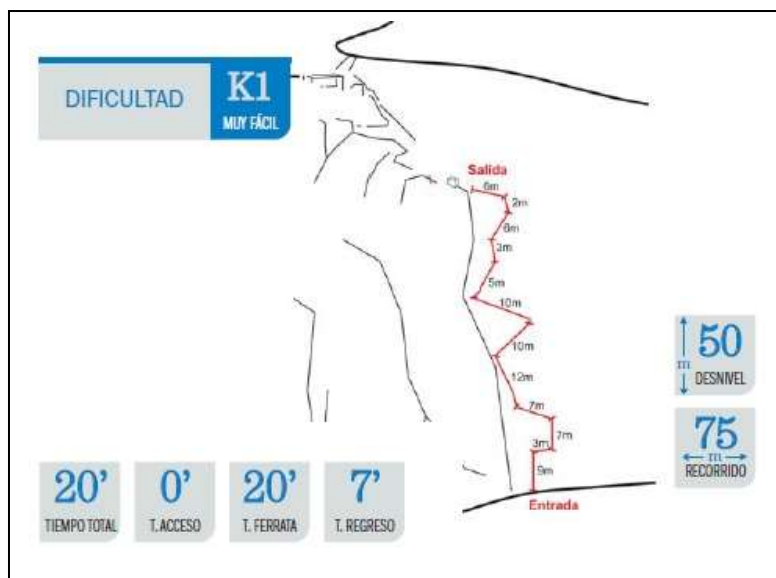 DIFICULTAD
K1
MUY FÁCIL
Salida
6m
2m
6m
3m
5m
10m
10m
12m
7m
7m
3m
9m
Entrada
m
50
DESNIVEL
75
m
RECORRIDO
20'
TIEMPO TOTAL
0'
T. ACCESO
20'
T. FERRATA
7'
T. REGRESO